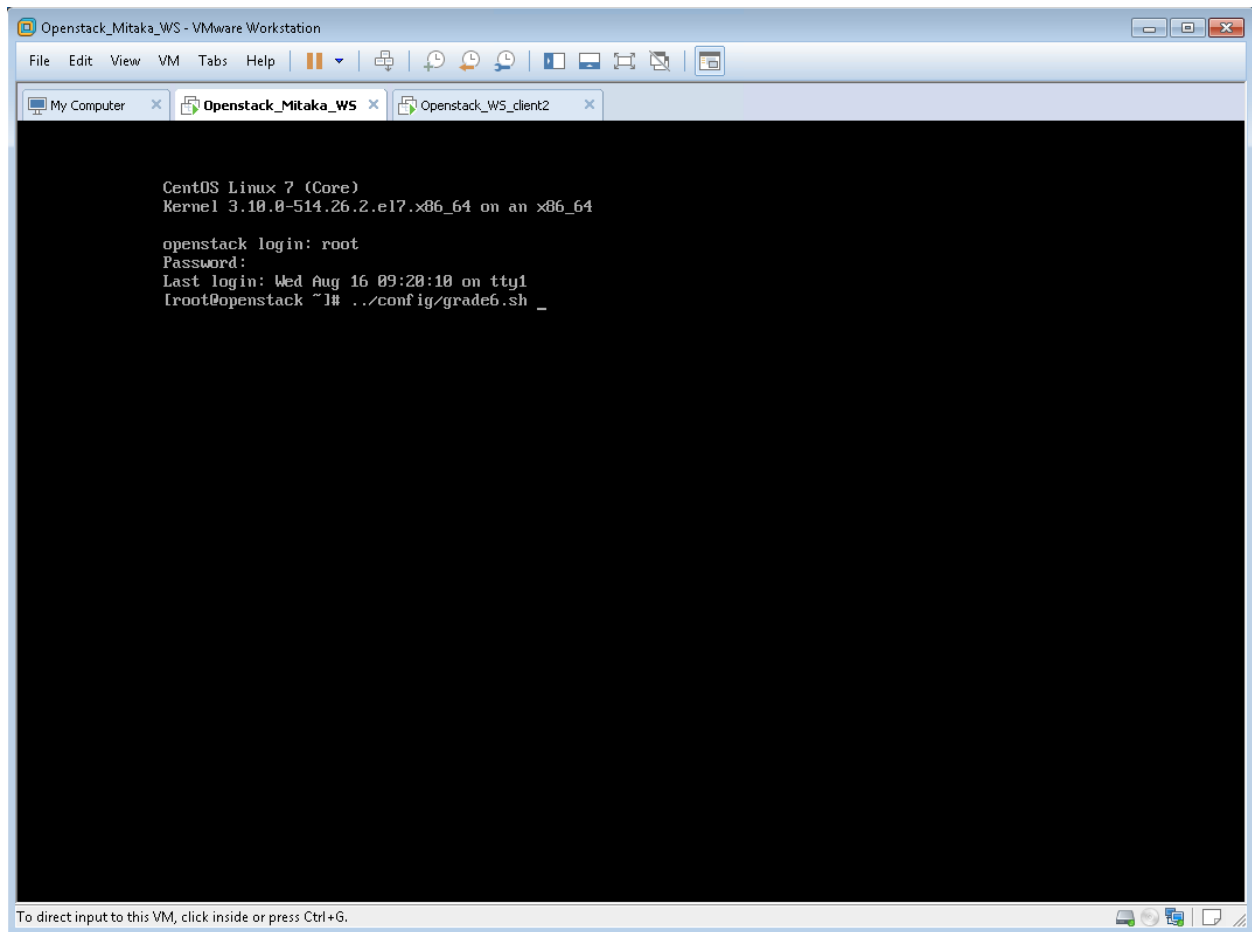 Openstack_Mitaka_WS - VMware Workstation
File Edit View VM Tabs Help
My Computer Openstack_Mitaka_WS Openstack_WS_client2
CentOS Linux 7 (Core)
Kernel 3.10.0-514.26.2.el7.x86_64 on an x86_64
openstack login: root
Password:
Last login: Wed Aug 16 09:20:10 on tty1
[root@openstack ~]# ../config/grade6.sh _
To direct input to this VM, click inside or press Ctrl+G.